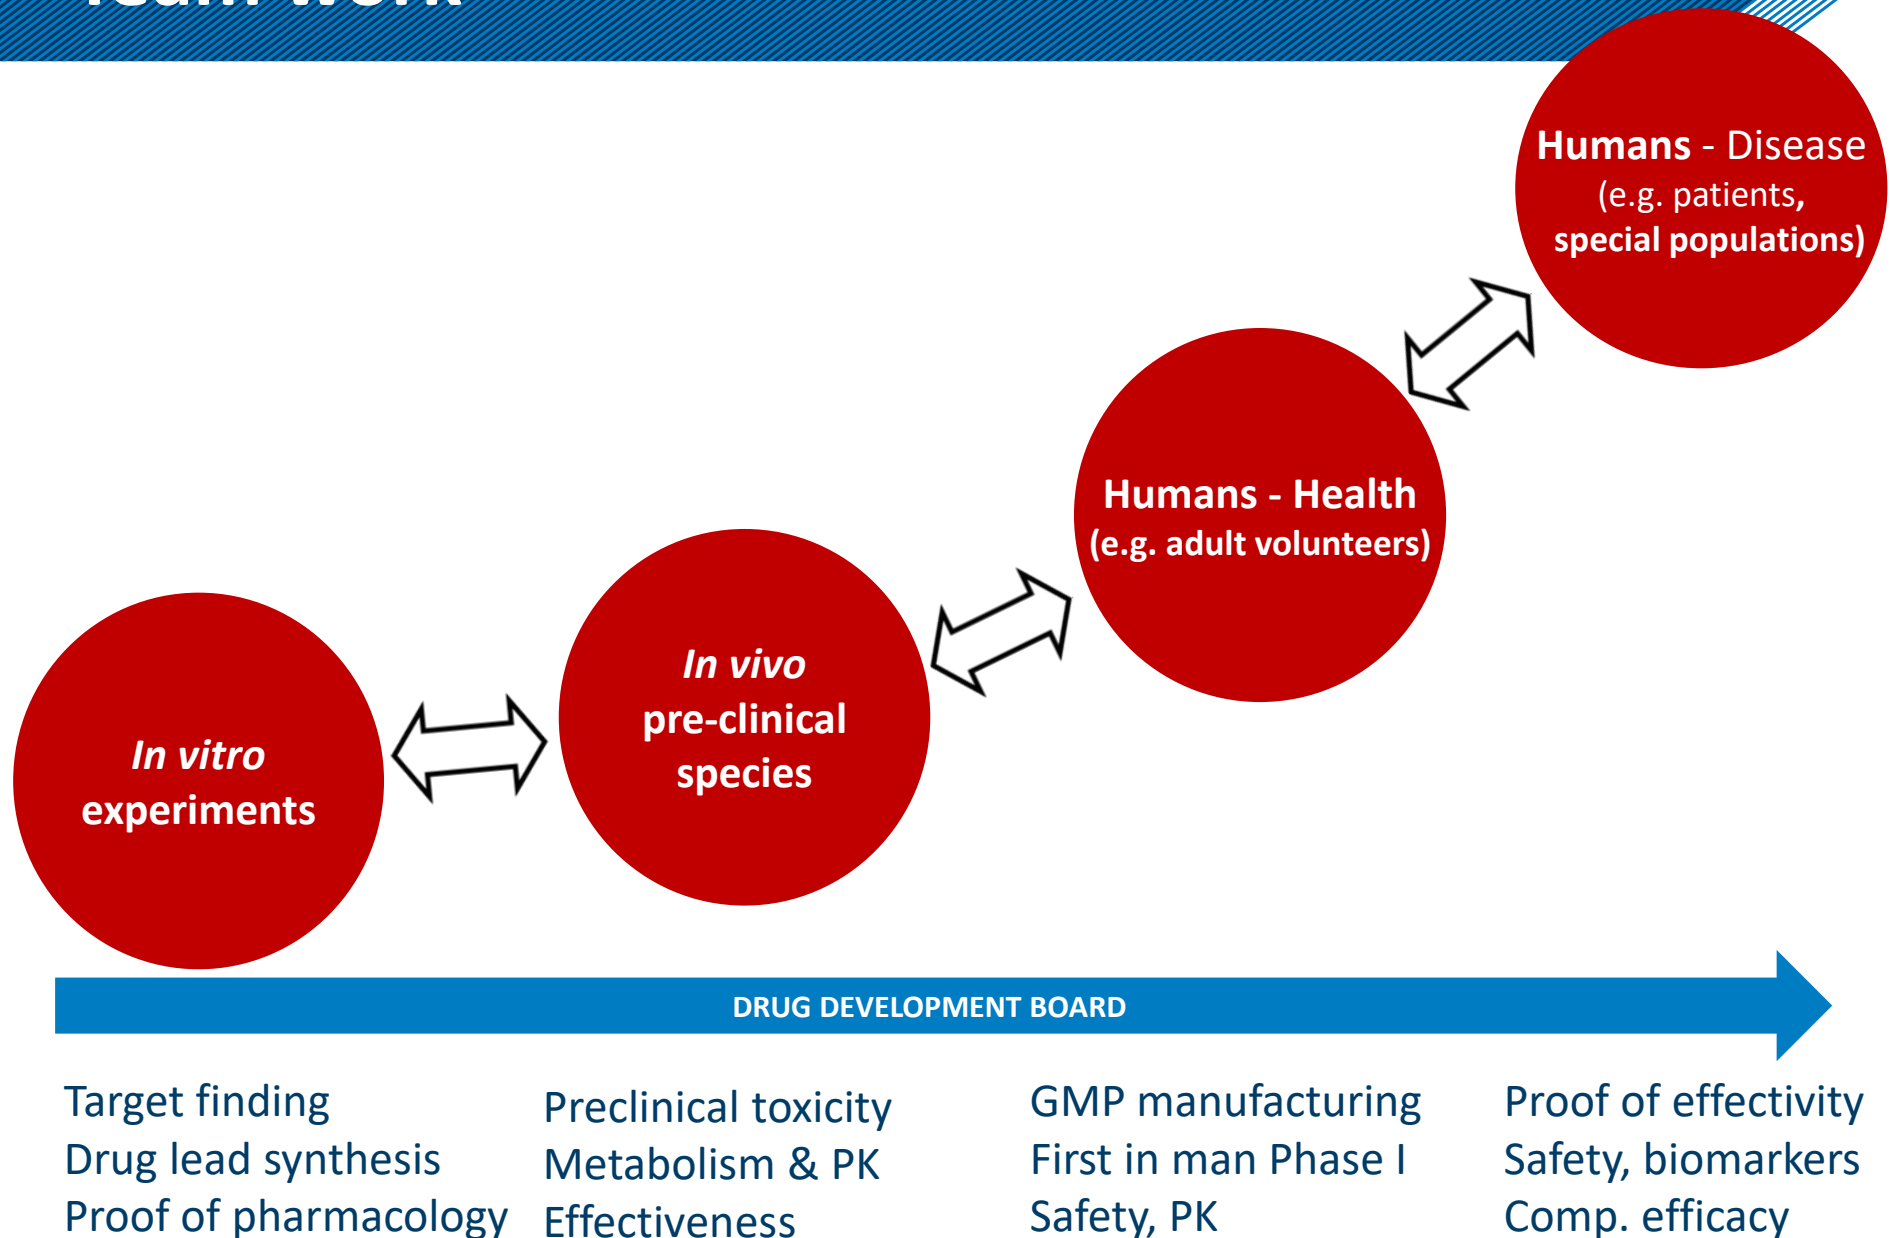 Team work
Humans - Disease
(e.g. patients,
special populations)
Humans - Health
(e.g. adult volunteers)
In vivo
pre-clinical
species
In vitro
experiments
DRUG DEVELOPMENT BOARD
Target finding
Drug lead synthesis
Proof of pharmacology
Preclinical toxicity
Metabolism & PK
Effectiveness
GMP manufacturing
First in man Phase I
Safety, PK
Proof of effectivity
Safety, biomarkers
Comp. efficacy